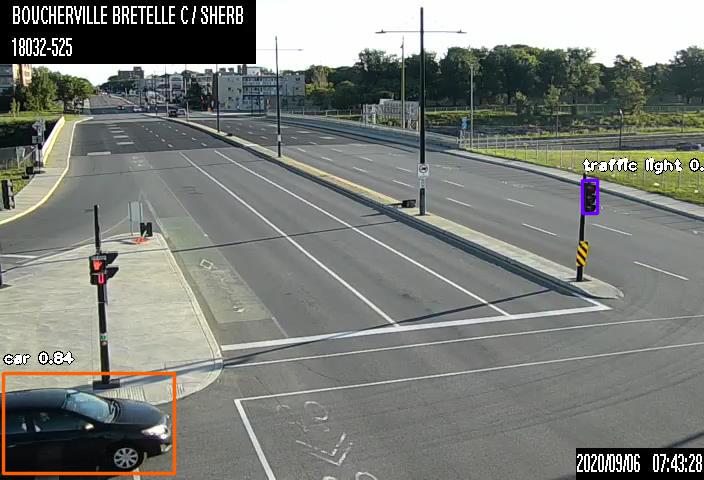 BOUCHERVILLE BRETELLE C / SHERB
18032-525
traffic light 0.
car 0.84
2020/09/06 07:43:28